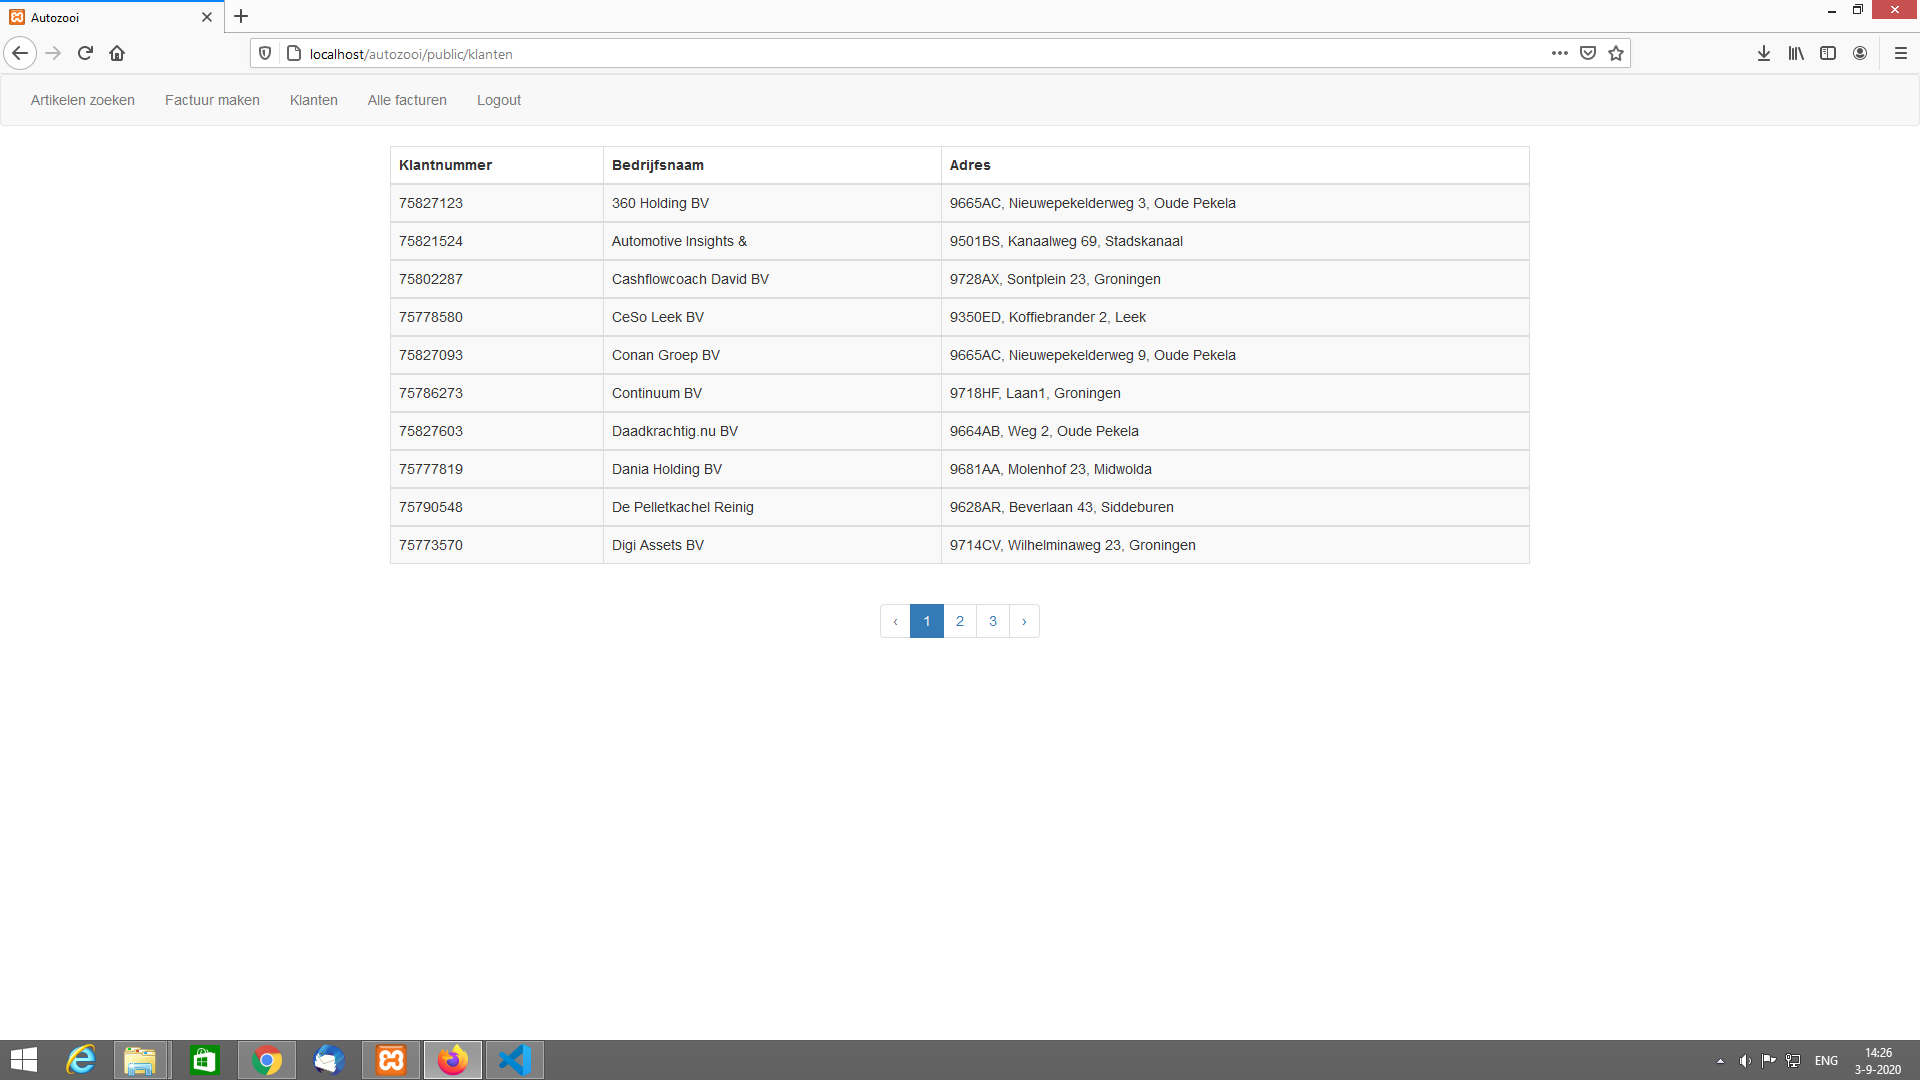 Autozooi
localhost/autozooi/public/klanten
Artikelen zoeken Factuur maken Klanten Alle facturen Logout
Klantnummer Bedrijfsnaam Adres
75827123 360 Holding BV 9665AC, Nieuwepekelderweg 3, Oude Pekela
75821524 Automotive Insights & 9501BS, Kanaalweg 69, Stadskanaal
75802287 Cashflowcoach David BV 9728AX, Sontplein 23, Groningen
75778580 CeSo Leek BV 9350ED, Koffiebrander 2, Leek
75827093 Conan Groep BV 9665AC, Nieuwepekelderweg 9, Oude Pekela
75786273 Continuum BV 9718HF, Laan1, Groningen
75827603 Daadkrachtig.nu BV 9664AB, Weg 2, Oude Pekela
75777819 Dania Holding BV 9681AA, Molenhof 23, Midwolda
75790548 De Pelletkachel Reinig 9628AR, Beverlaan 43, Siddeburen
75773570 Digi Assets BV 9714CV, Wilhelminaweg 23, Groningen
‹ 1 2 3 ›
ENG 14:26
3-9-2020